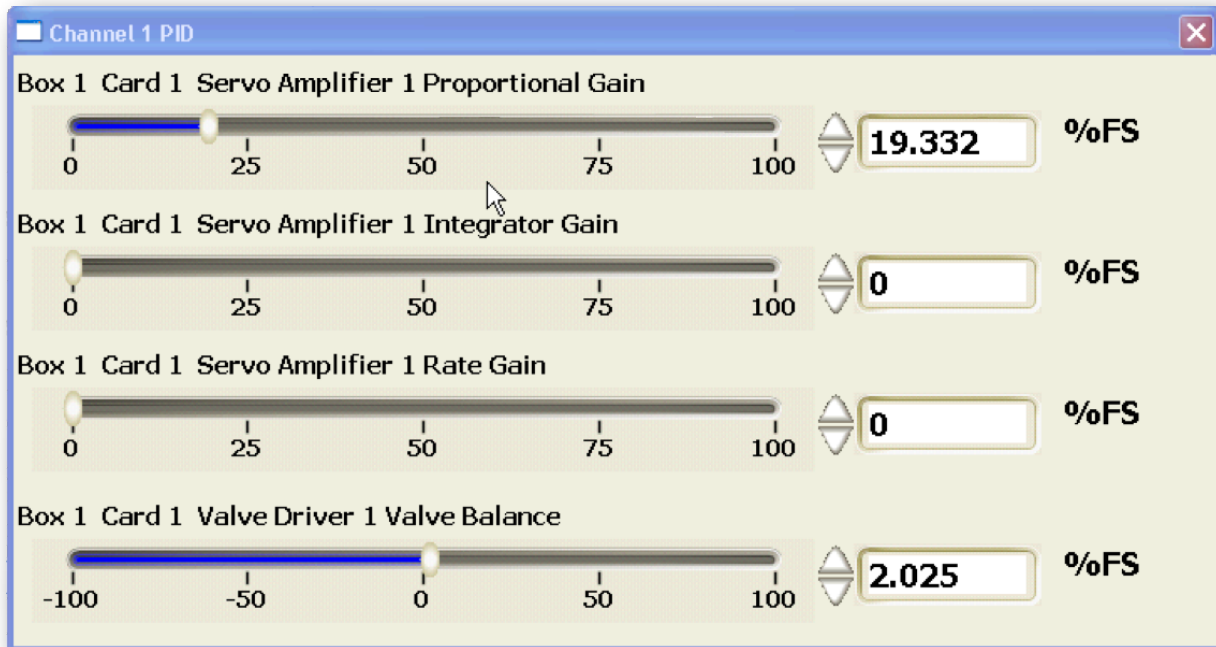 Channel 1 PID
Box 1 Card 1 Servo Amplifier 1 Proportional Gain
19.332 %FS
0 25 50 75 100
Box 1 Card 1 Servo Amplifier 1 Integrator Gain
0 %FS
0 25 50 75 100
Box 1 Card 1 Servo Amplifier 1 Rate Gain
0 %FS
0 25 50 75 100
Box 1 Card 1 Valve Driver 1 Valve Balance
2.025 %FS
-100 -50 0 50 100